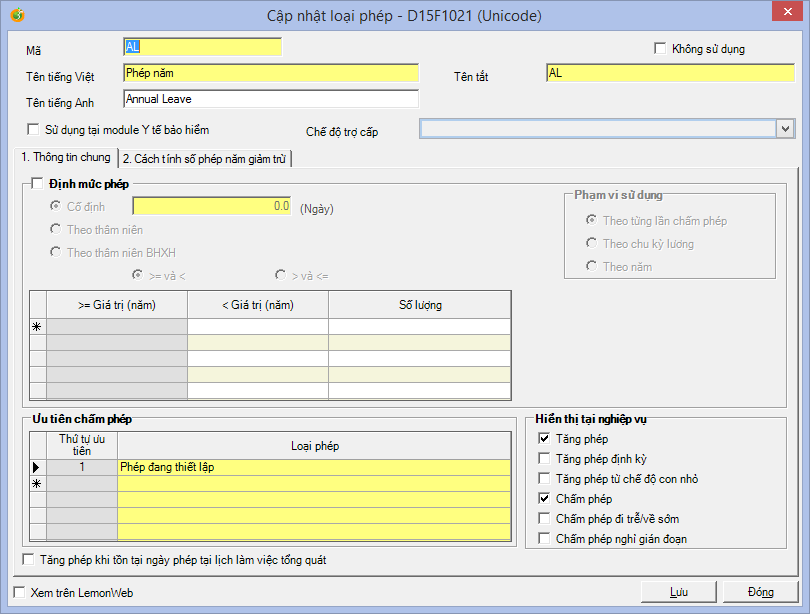 Cập nhật loại phép - D15F1021 (Unicode)
Mã
AL
Không sử dụng
Tên tiếng Việt
Phép năm
Tên tắt
AL
Tên tiếng Anh
Annual Leave
Sử dụng tại module Y tế bảo hiểm
Chế độ trợ cấp
1. Thông tin chung
2. Cách tính số phép năm giảm trừ
Định mức phép
Cố định
0.0
(Ngày)
Theo thâm niên
Theo thâm niên BHXH
>= và <
> và <=
Phạm vi sử dụng
Theo từng lần chấm phép
Theo chu kỳ lương
Theo năm
>= Giá trị (năm)
< Giá trị (năm)
Số lượng
Ưu tiên chấm phép
Thứ tự ưu
tiên
Loại phép
1
Phép đang thiết lập
Hiển thị tại nghiệp vụ
Tăng phép
Tăng phép định kỳ
Tăng phép từ chế độ con nhỏ
Chấm phép
Chấm phép đi trễ/về sớm
Chấm phép nghỉ gián đoạn
Tăng phép khi tồn tại ngày phép tại lịch làm việc tổng quát
Xem trên LemonWeb
Lưu
Đóng